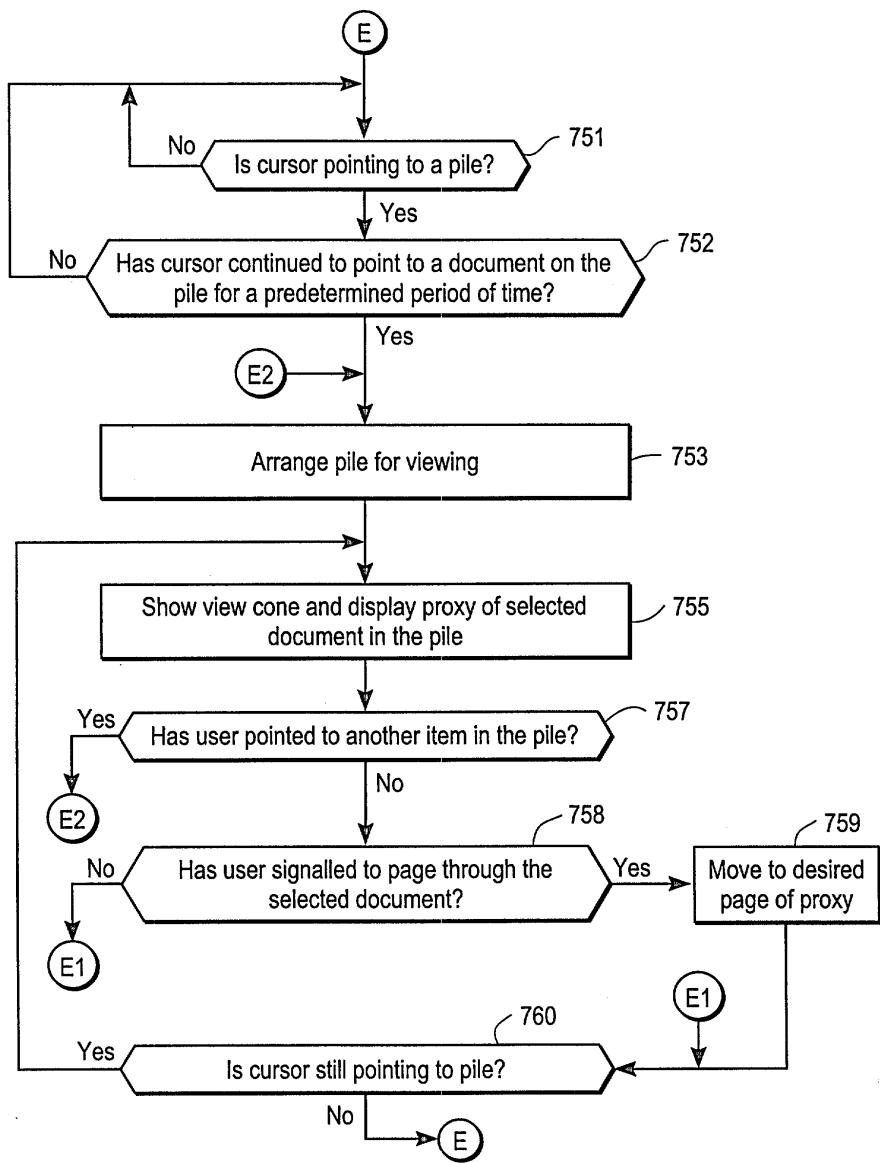 E
No
Is cursor pointing to a pile?
751
Yes
No
Has cursor continued to point to a document on the
pile for a predetermined period of time?
752
Yes
E2
Arrange pile for viewing
753
Show view cone and display proxy of selected
document in the pile
755
Yes
Has user pointed to another item in the pile?
757
E2
No
758
No
Has user signalled to page through the
selected document?
Yes
759
Move to desired
page of proxy
E1
E1
760
Yes
Is cursor still pointing to pile?
No
E